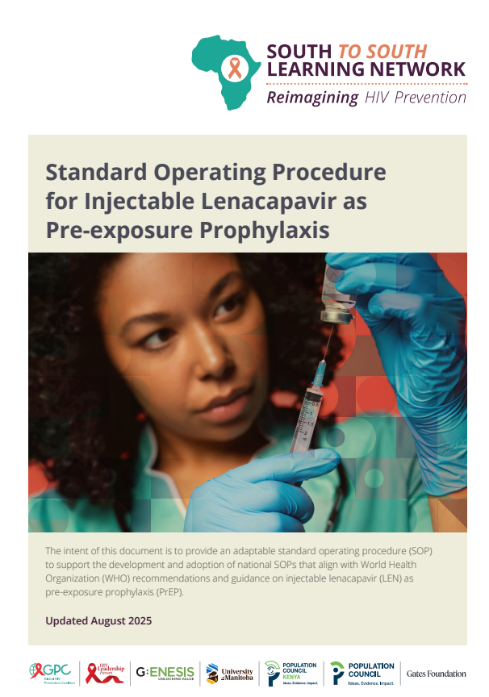 SOUTH TO SOUTH
LEARNING NETWORK
Reimagining HIV Prevention
Standard Operating Procedure
for Injectable Lenacapavir as
Pre-exposure Prophylaxis
The intent of this document is to provide an adaptable standard operating procedure (SOP)
to support the development and adoption of national SOPs that align with World Health
Organization (WHO) recommendations and guidance on injectable lenacapavir (LEN) as
pre-exposure prophylaxis (PrEP).
Updated August 2025
GPC
HIV Leadership Forum
G:ENESIS
University of Manitoba
POPULATION COUNCIL KENYA
Ideas. Evidence. Impact.
POPULATION COUNCIL
Ideas. Evidence. Impact.
Gates Foundation